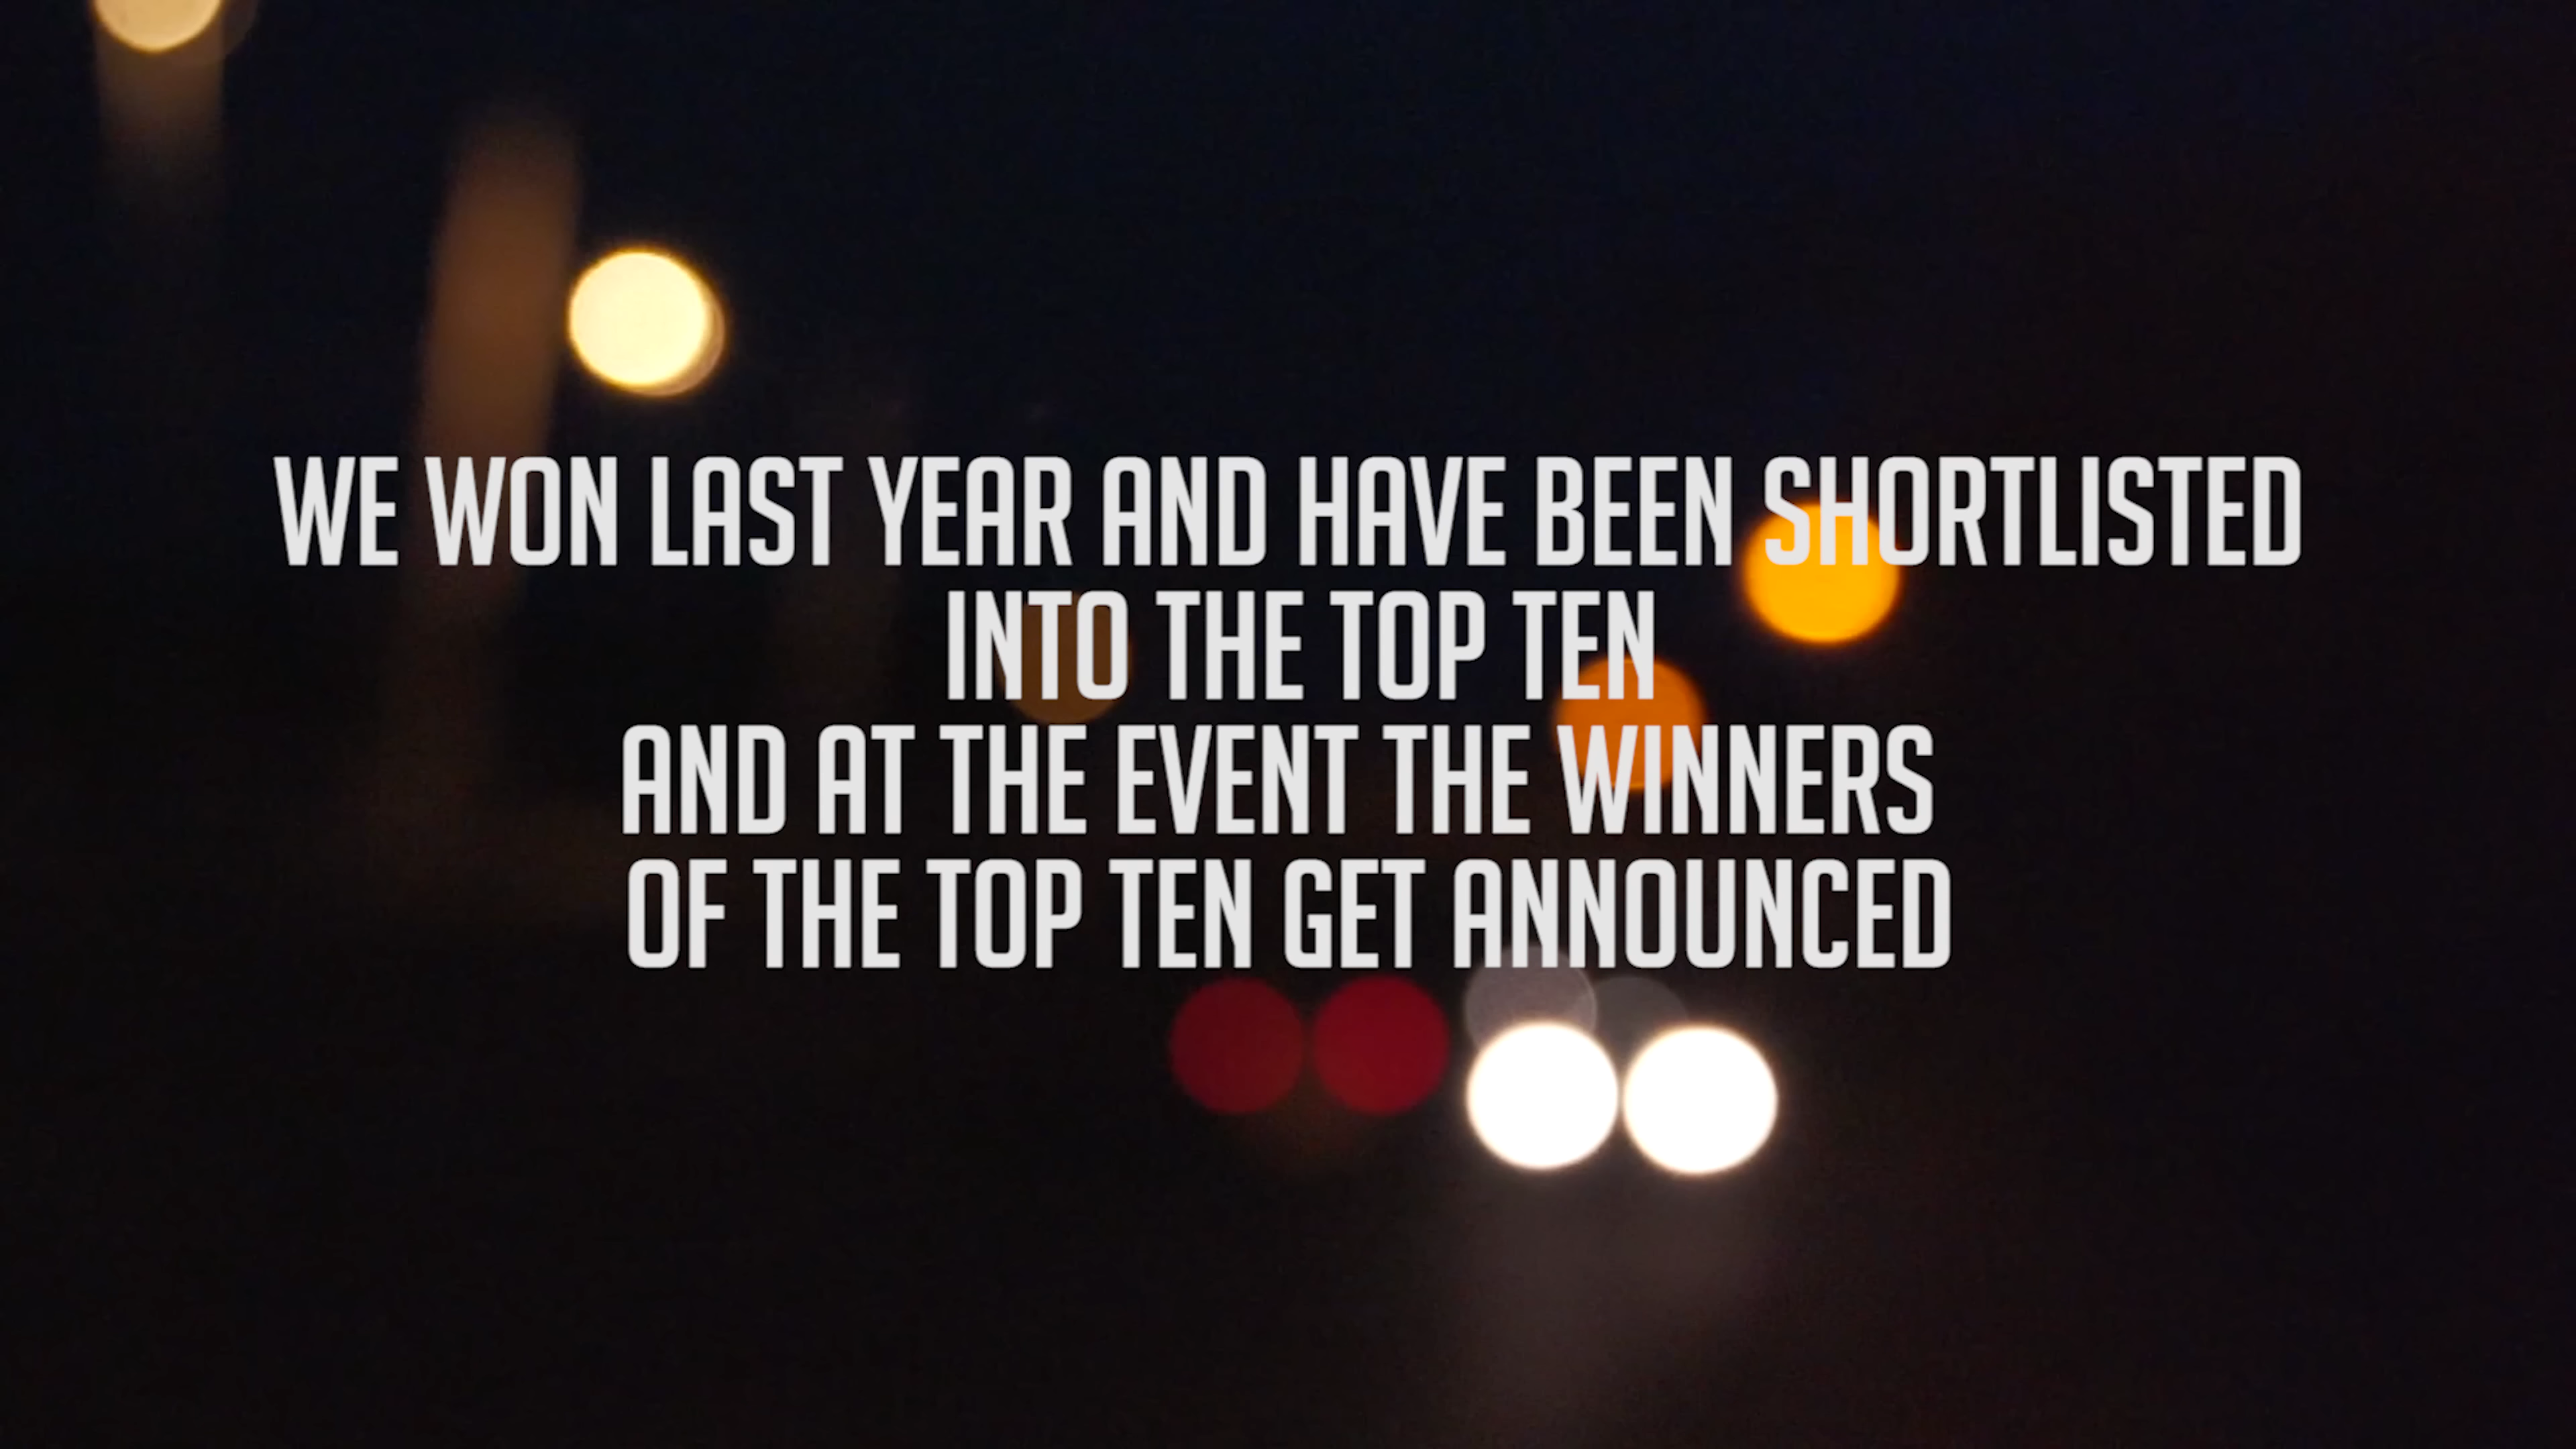 WE WON LAST YEAR AND HAVE BEEN SHORTLISTED
INTO THE TOP TEN
AND AT THE EVENT THE WINNERS
OF THE TOP TEN GET ANNOUNCED